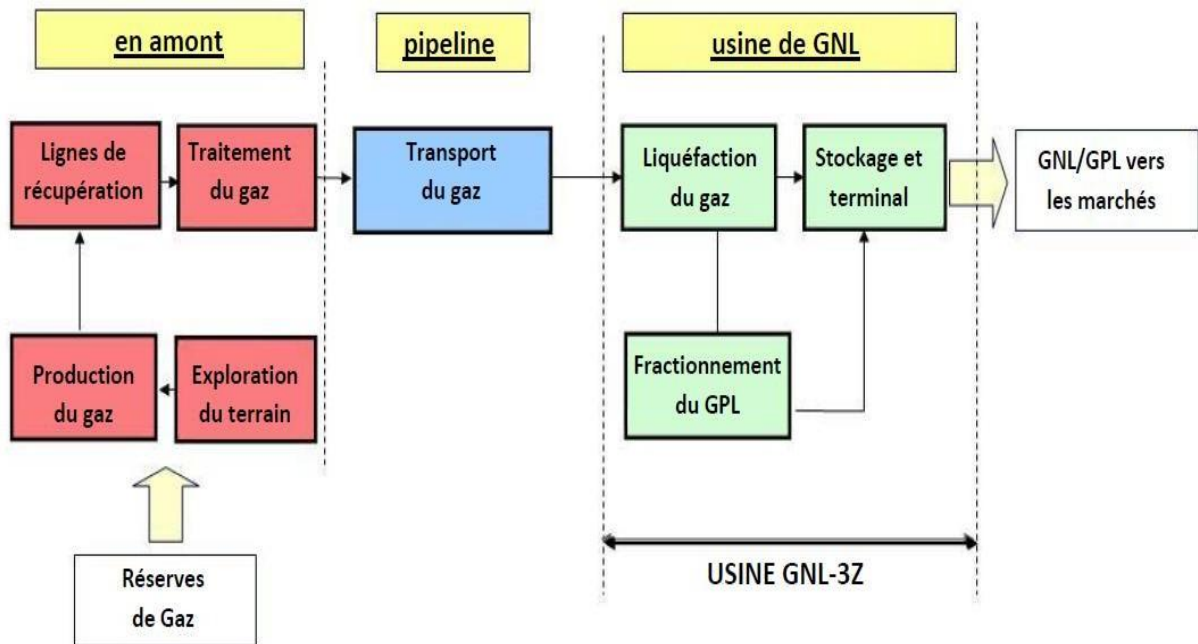 en amont
pipeline
usine de GNL
Lignes de
récupération
Traitement
du gaz
Transport
du gaz
Liquéfaction
du gaz
Stockage et
terminal
GNL/GPL vers
les marchés
Production
du gaz
Exploration
du terrain
Fractionnement
du GPL
Réserves
de Gaz
USINE GNL-3Z